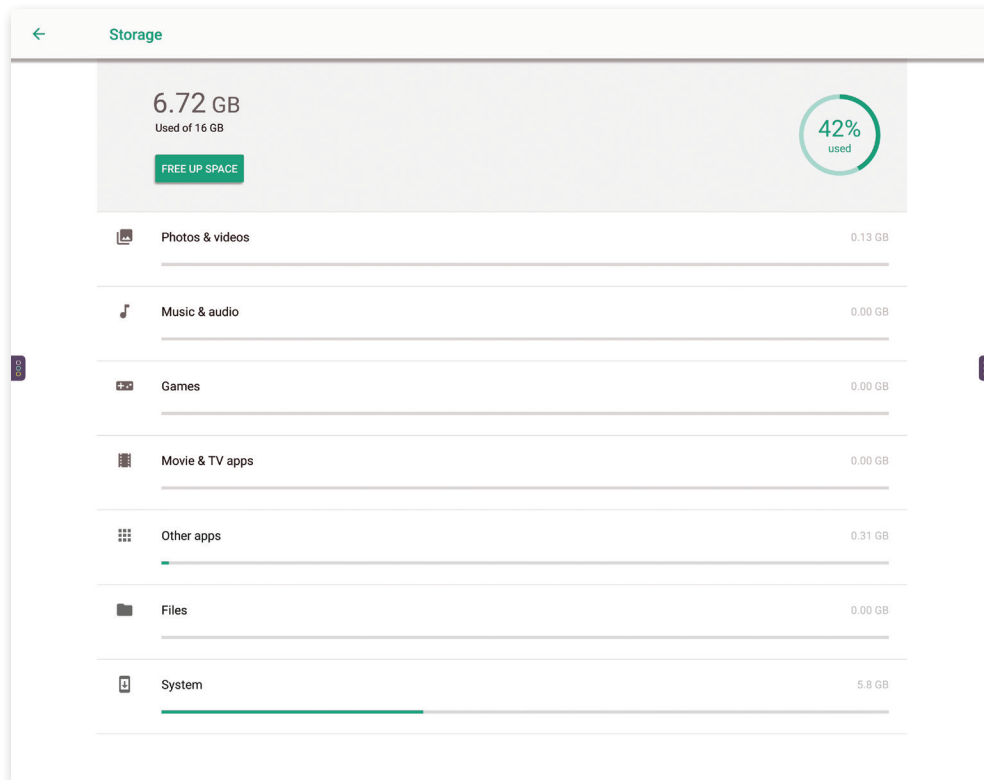 Storage
6.72 GB
Used of 16 GB
FREE UP SPACE
42%
used
Photos & videos 0.13 GB
Music & audio 0.00 GB
Games 0.00 GB
Movie & TV apps 0.00 GB
Other apps 0.31 GB
Files 0.00 GB
System 5.8 GB